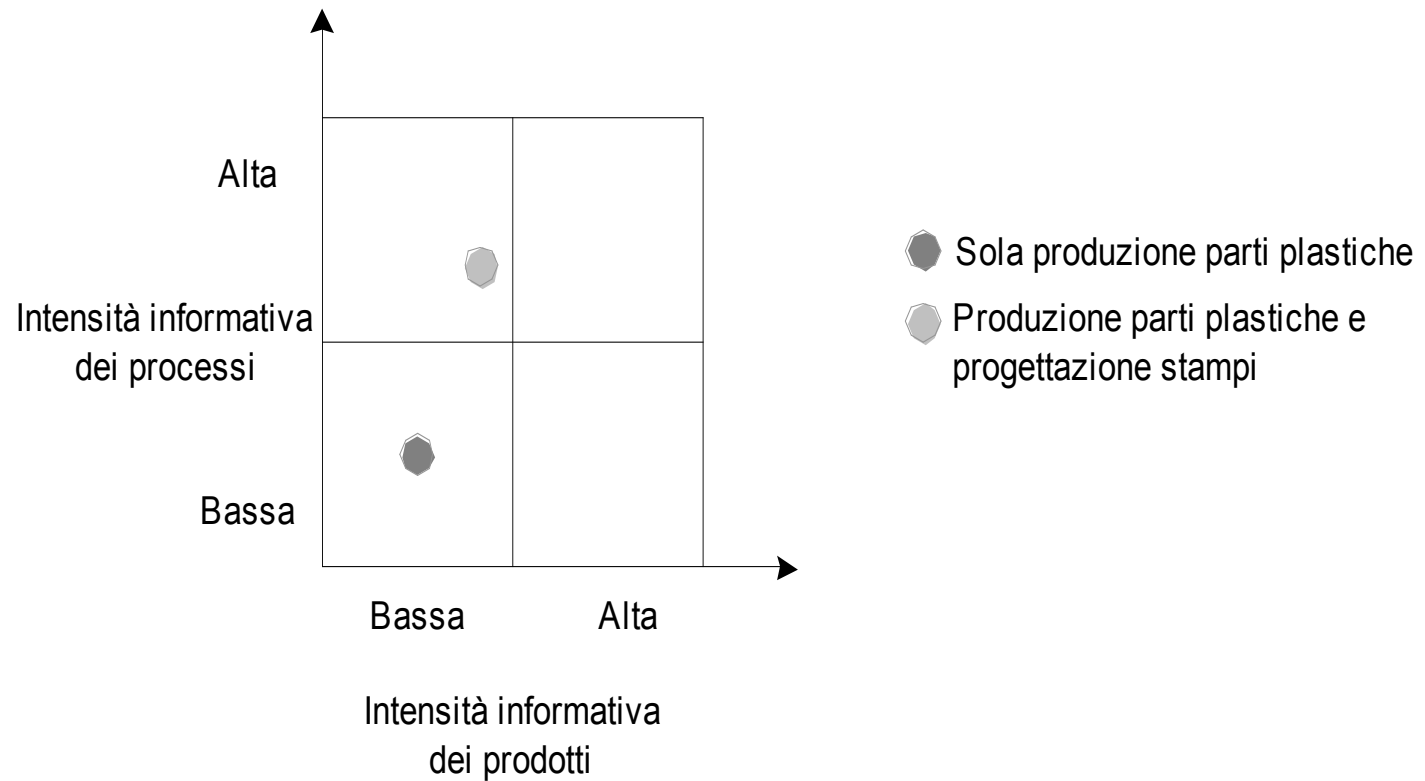 Alta
Intensità informativa
dei processi
Bassa
Bassa
Alta
Intensità informativa
dei prodotti
Sola produzione parti plastiche
Produzione parti plastiche e
progettazione stampi